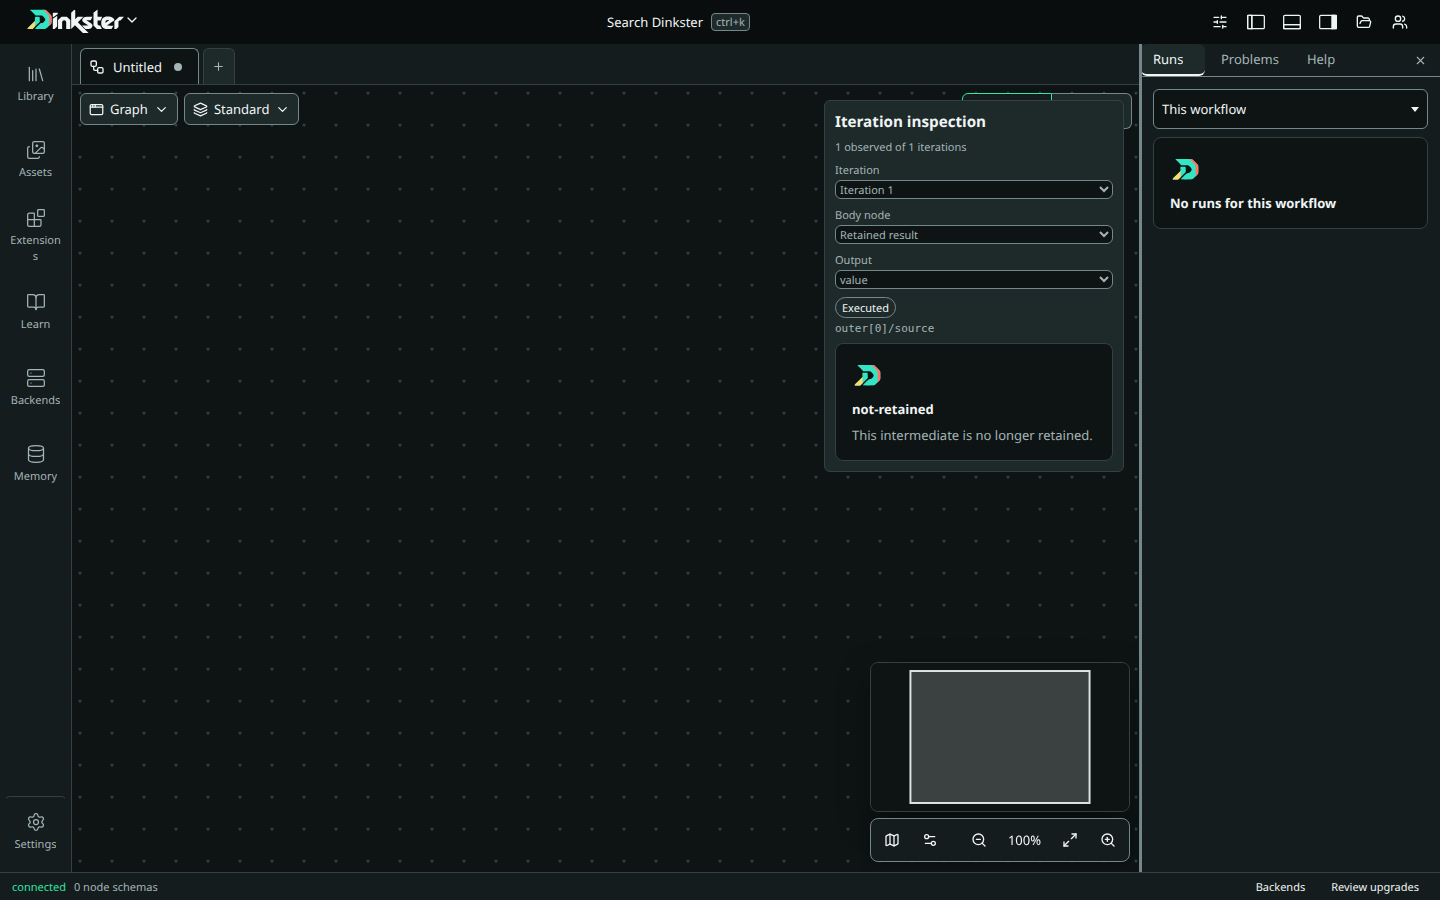 Dinkster
Search Dinkster ctrl+k
Library
Assets
Extension
s
Learn
Backends
Memory
Settings
Untitled
Graph
Standard
Iteration inspection
1 observed of 1 iterations
Iteration
Iteration 1
Body node
Retained result
Output
value
Executed
outer[0]/source
not-retained
This intermediate is no longer retained.
100%
Runs Problems Help
This workflow
No runs for this workflow
connected 0 node schemas
Backends Review upgrades